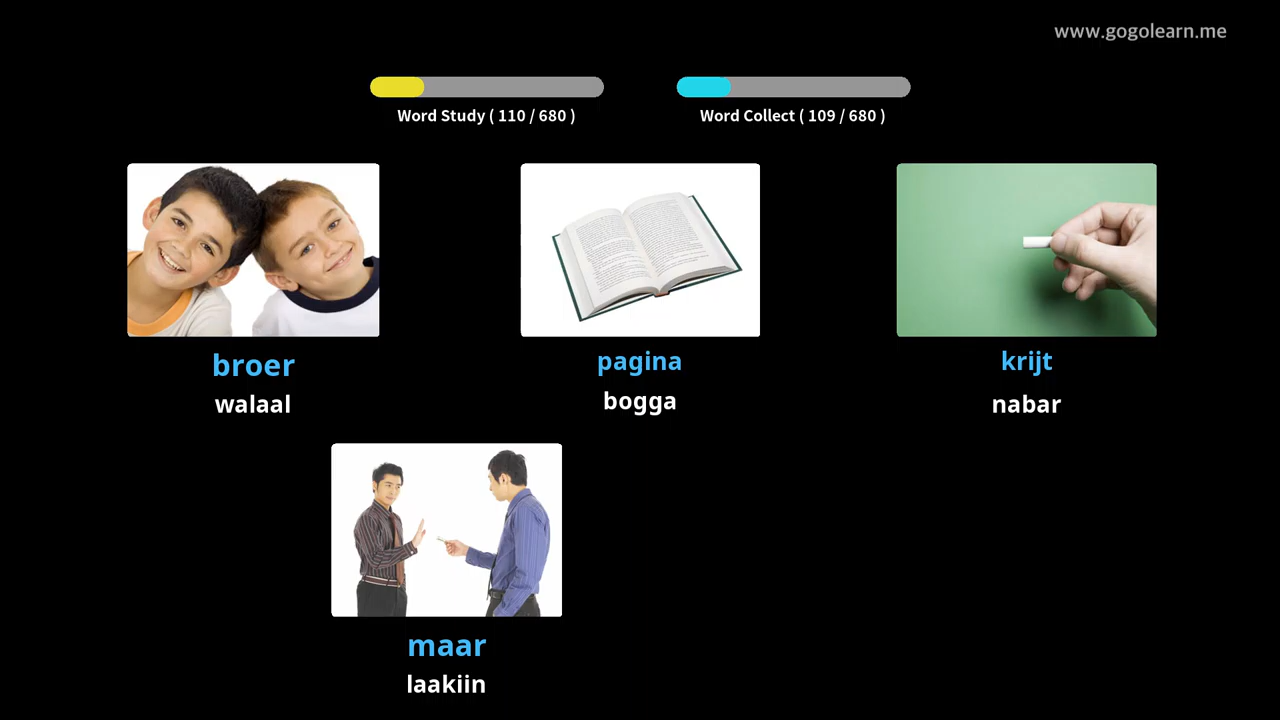 www.gogolearn.me
Word Study ( 110 / 680 )
Word Collect ( 109 / 680 )
broer
walaal
pagina
bogga
krijt
nabar
maar
laakiin